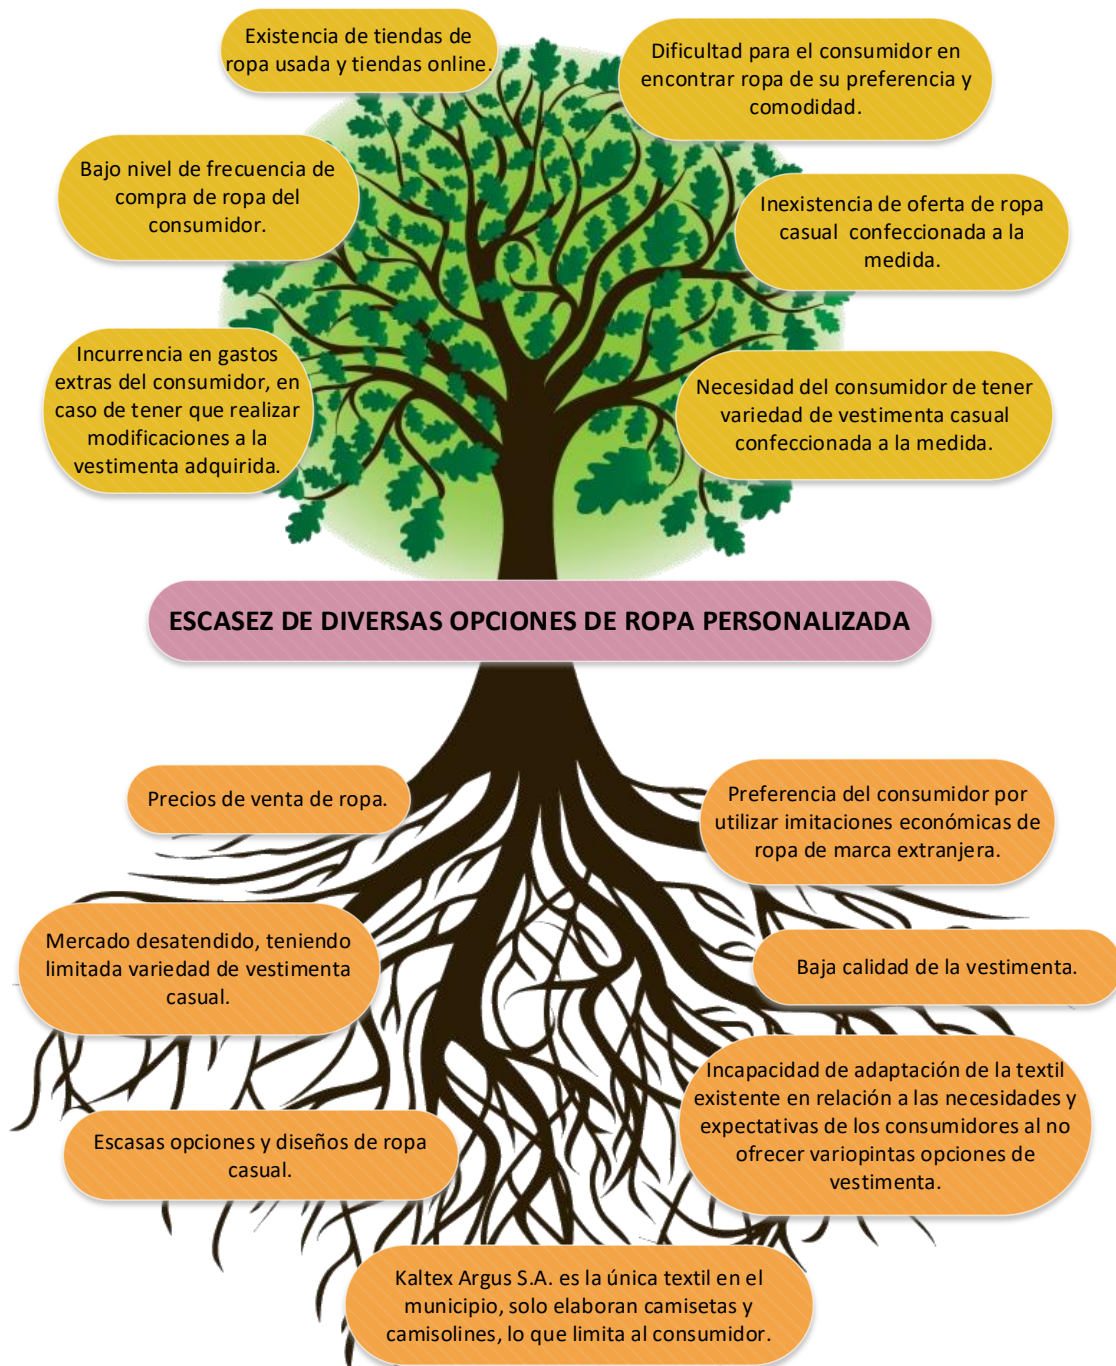 Existencia de tiendas de
ropa usada y tiendas online.
Dificultad para el consumidor en
encontrar ropa de su preferencia y
comodidad.
Bajo nivel de frecuencia de
compra de ropa del
consumidor.
Inexistencia de oferta de ropa
casual confeccionada a la
medida.
Incurrencia en gastos
extras del consumidor, en
caso de tener que realizar
modificaciones a la
vestimenta adquirida.
Necesidad del consumidor de tener
variedad de vestimenta casual
confeccionada a la medida.
ESCASEZ DE DIVERSAS OPCIONES DE ROPA PERSONALIZADA
Precios de venta de ropa.
Preferencia del consumidor por
utilizar imitaciones económicas de
ropa de marca extranjera.
Mercado desatendido, teniendo
limitada variedad de vestimenta
casual.
Baja calidad de la vestimenta.
Incapacidad de adaptación de la textil
existente en relación a las necesidades y
expectativas de los consumidores al no
ofrecer variopintas opciones de
vestimenta.
Escasas opciones y diseños de ropa
casual.
Kaltex Argus S.A. es la única textil en el
municipio, solo elaboran camisetas y
camisolines, lo que limita al consumidor.